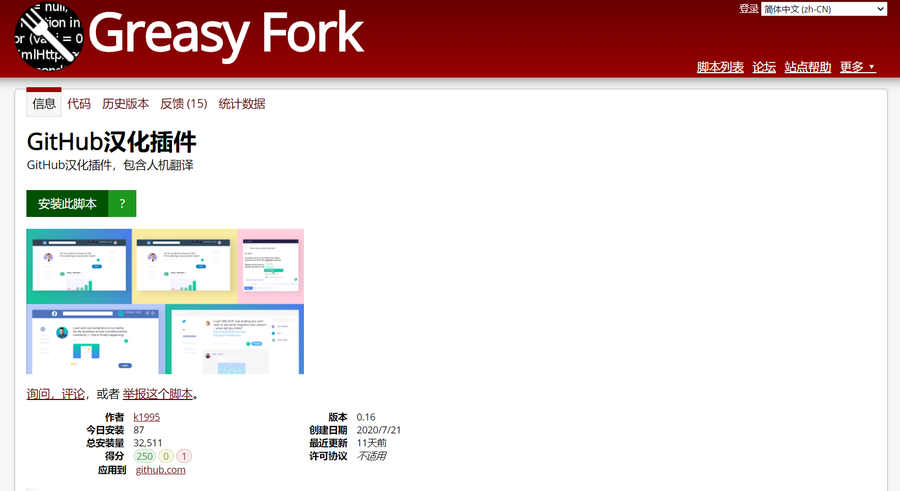 = null,
tion in
or (va i = 0
mlHttp
Greasy Fork
登录 简体中文 (zh-CN)
脚本列表 论坛 站点帮助 更多 ▼
信息 代码 历史版本 反馈 (15) 统计数据
GitHub汉化插件
GitHub汉化插件，包含人机翻译
安装此脚本 ?
询问，评论，或者 举报这个脚本。
作者 k1995 版本 0.16
今日安装 87 创建日期 2020/7/21
总安装量 32,511 最近更新 11天前
得分 250 0 1 许可协议 不适用
应用到 github.com